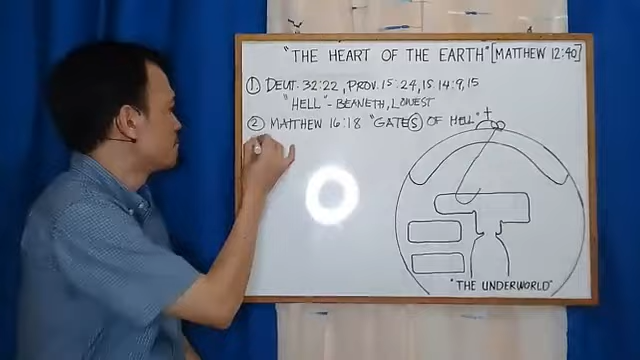 "THE HEART OF THE EARTH" [MATTHEW 12:40]
① DEUT. 32:22, PROV. 15:24, IS 14:9,15
"HELL" - BEANETH, LOWEST
② MATTHEW 16:18 "GATE(S) OF HELL"
"THE UNDERWORLD"